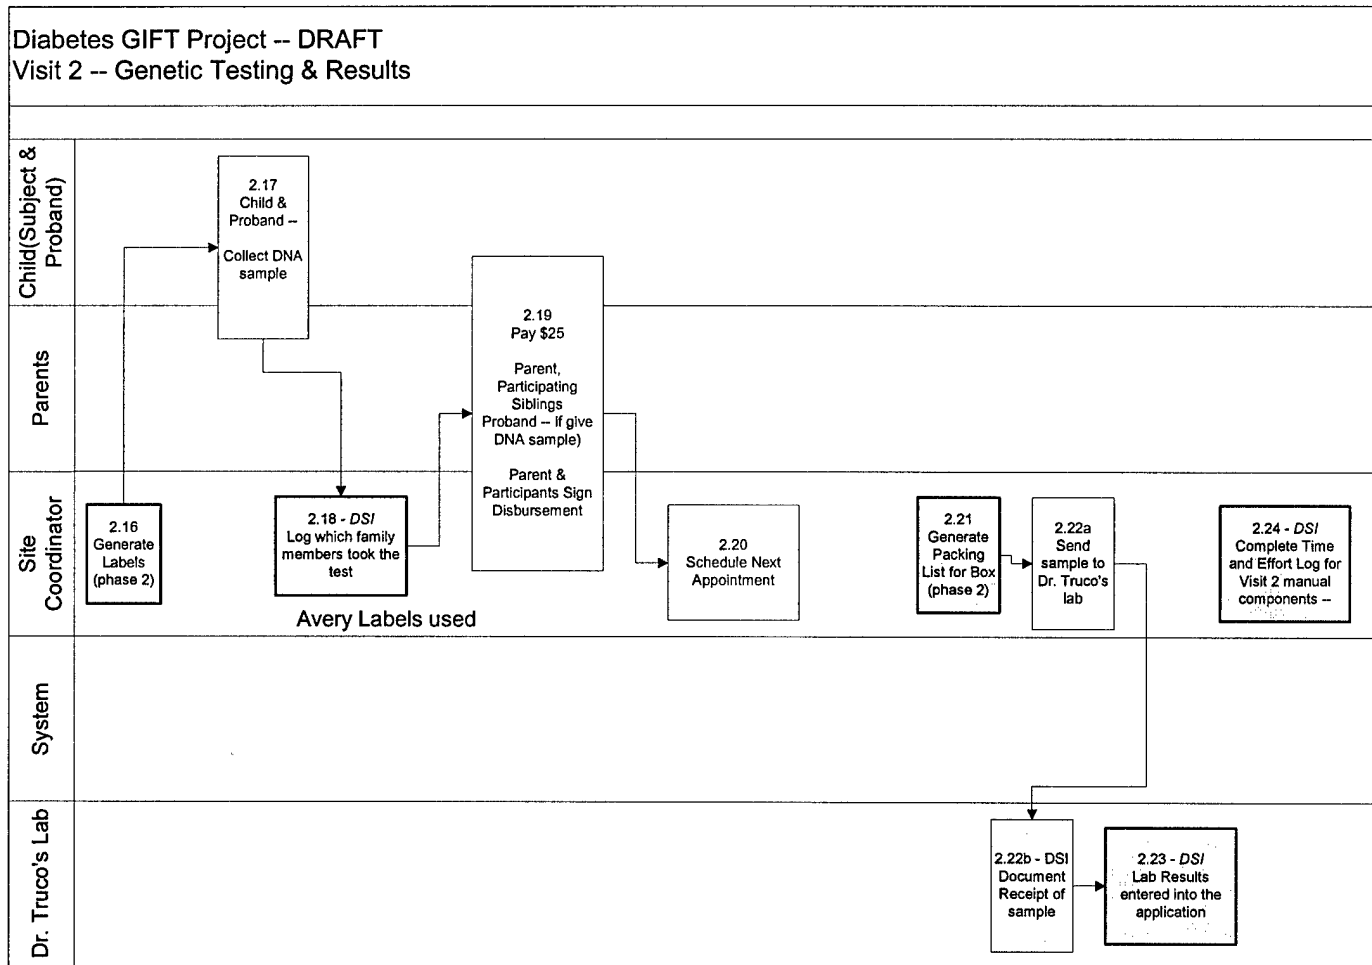 Diabetes GIFT Project -- DRAFT
Visit 2 -- Genetic Testing & Results
Child(Subject &
Proband)
2.17
Child &
Proband --
Collect DNA
sample
Parents
2.19
Pay $25
Parent,
Participating
Siblings
Proband -- if give
DNA sample)
Parent &
Participants Sign
Disbursement
Site
Coordinator
2.16
Generate
Labels
(phase 2)
2.18 - DSI
Log which family
members took the
test
Avery Labels used
2.20
Schedule Next
Appointment
2.21
Generate
Packing
List for Box
(phase 2)
2.22a
Send
sample to
Dr. Truco's
lab
2.24 - DSI
Complete Time
and Effort Log for
Visit 2 manual
components --
System
Dr. Truco's Lab
2.22b - DSI
Document
Receipt of
sample
2.23 - DSI
Lab Results
entered into the
application